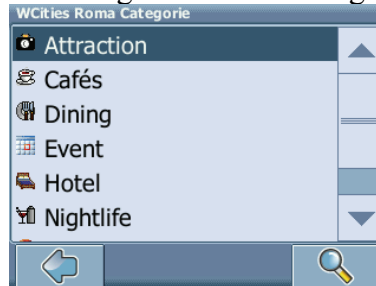 WCities Roma Categorie
Attraction
Cafés
Dining
Event
Hotel
Nightlife